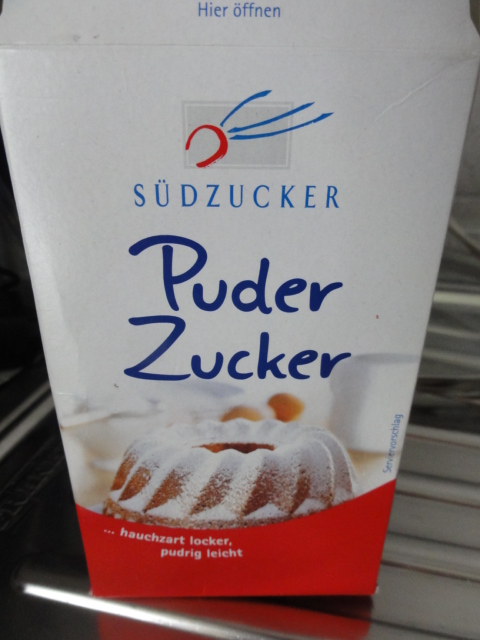 Hier öffnen
SÜDZUCKER
Puder
Zucker
Serviervorschlag
... hauchzart locker,
pudrig leicht